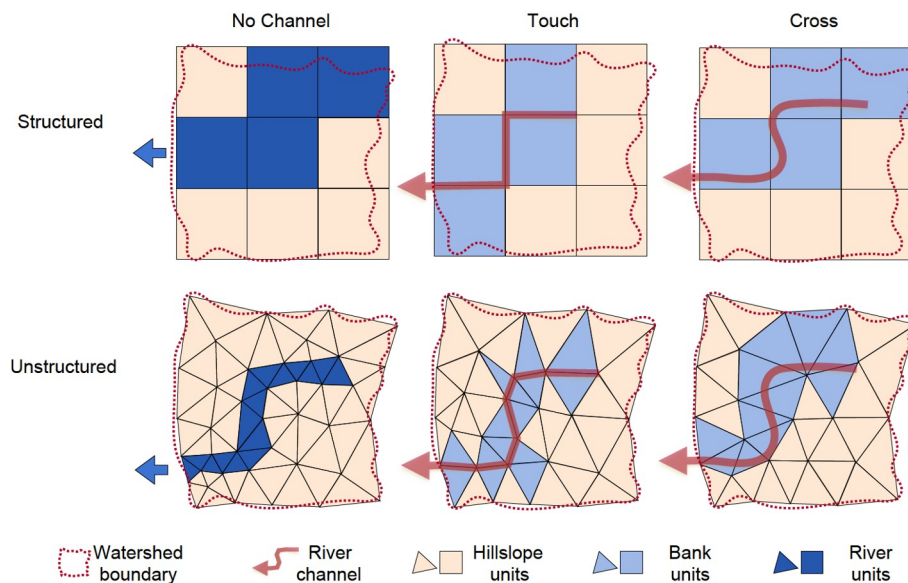 No Channel
Touch
Cross
Structured
Unstructured
Watershed
boundary
River
channel
Hillslope
units
Bank
units
River
units